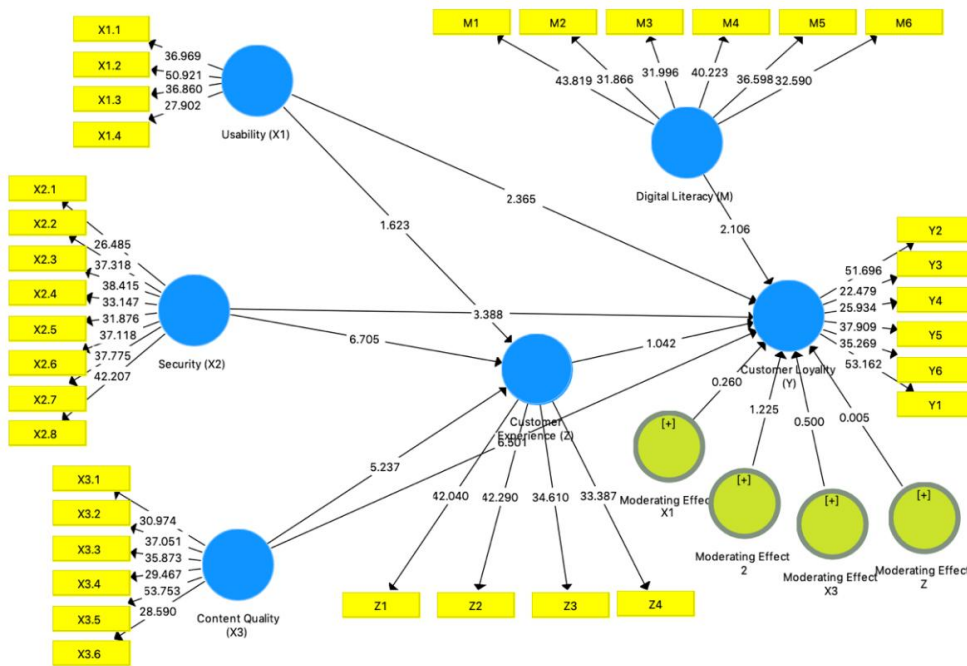 X1.1
X1.2
X1.3
X1.4
36.969
50.921
36.860
27.902
Usability (X1)
M1
M2
M3
M4
M5
M6
43.819
31.866
31.996
40.223
36.598
32.590
Digital Literacy (M)
2.365
1.623
2.106
X2.1
X2.2
X2.3
X2.4
X2.5
X2.6
X2.7
X2.8
26.485
37.318
38.415
33.147
31.876
37.118
37.775
42.207
Security (X2)
3.388
6.705
1.042
Y2
Y3
Y4
Y5
Y6
Y1
51.696
22.479
25.934
37.909
35.269
53.162
Customer Loyality
(Y)
Customer
Experience (Z)
6.501
5.237
0.260
1.225
0.500
0.005
[+]
Moderating Effect
X1
[+]
Moderating Effect
2
[+]
Moderating Effect
X3
[+]
Moderating Effect
Z
X3.1
X3.2
X3.3
X3.4
X3.5
X3.6
30.974
37.051
35.873
29.467
53.753
28.590
Content Quality
(X3)
42.040
42.290
34.610
33.387
Z1
Z2
Z3
Z4